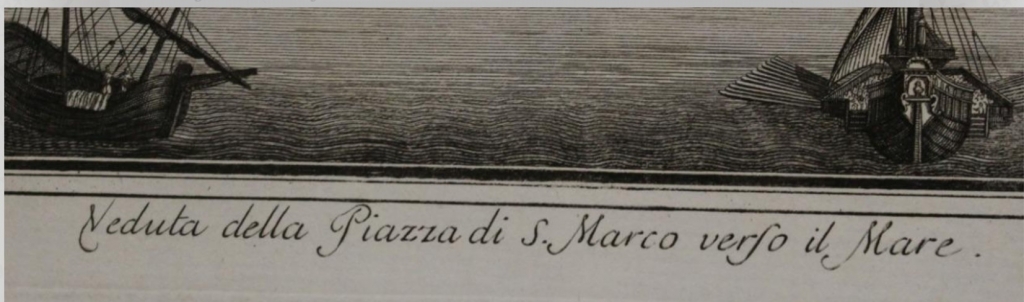 Veduta della Piazza di S. Marco verſo il Mare .